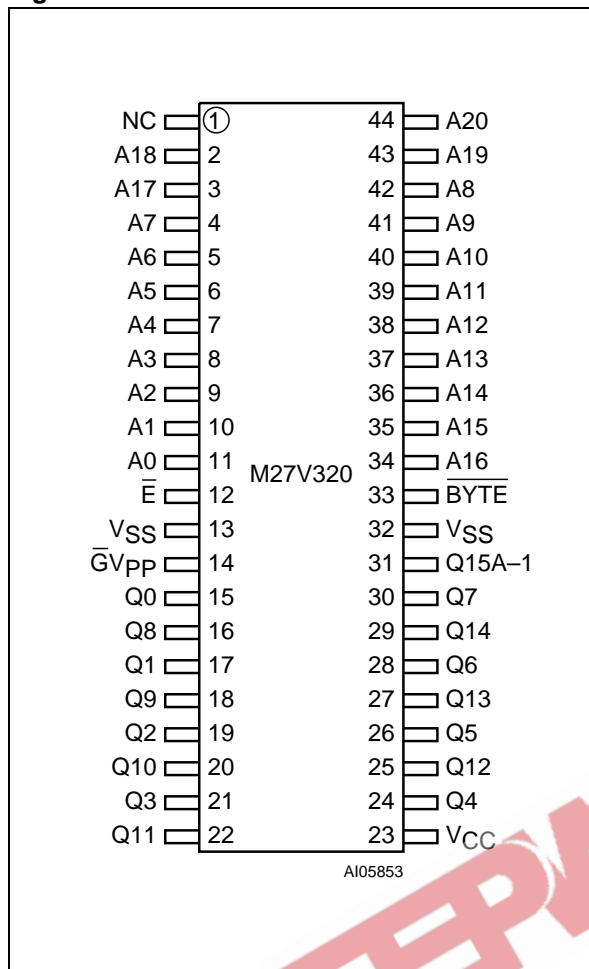 NC 1 44 A20
A18 2 43 A19
A17 3 42 A8
A7 4 41 A9
A6 5 40 A10
A5 6 39 A11
A4 7 38 A12
A3 8 37 A13
A2 9 36 A14
A1 10 35 A15
A0 11 34 A16
M27V320
E̅ 12 33 B̅Y̅T̅E̅
VSS 13 32 VSS
G̅VPP 14 31 Q15A–1
Q0 15 30 Q7
Q8 16 29 Q14
Q1 17 28 Q6
Q9 18 27 Q13
Q2 19 26 Q5
Q10 20 25 Q12
Q3 21 24 Q4
Q11 22 23 VCC
AI05853